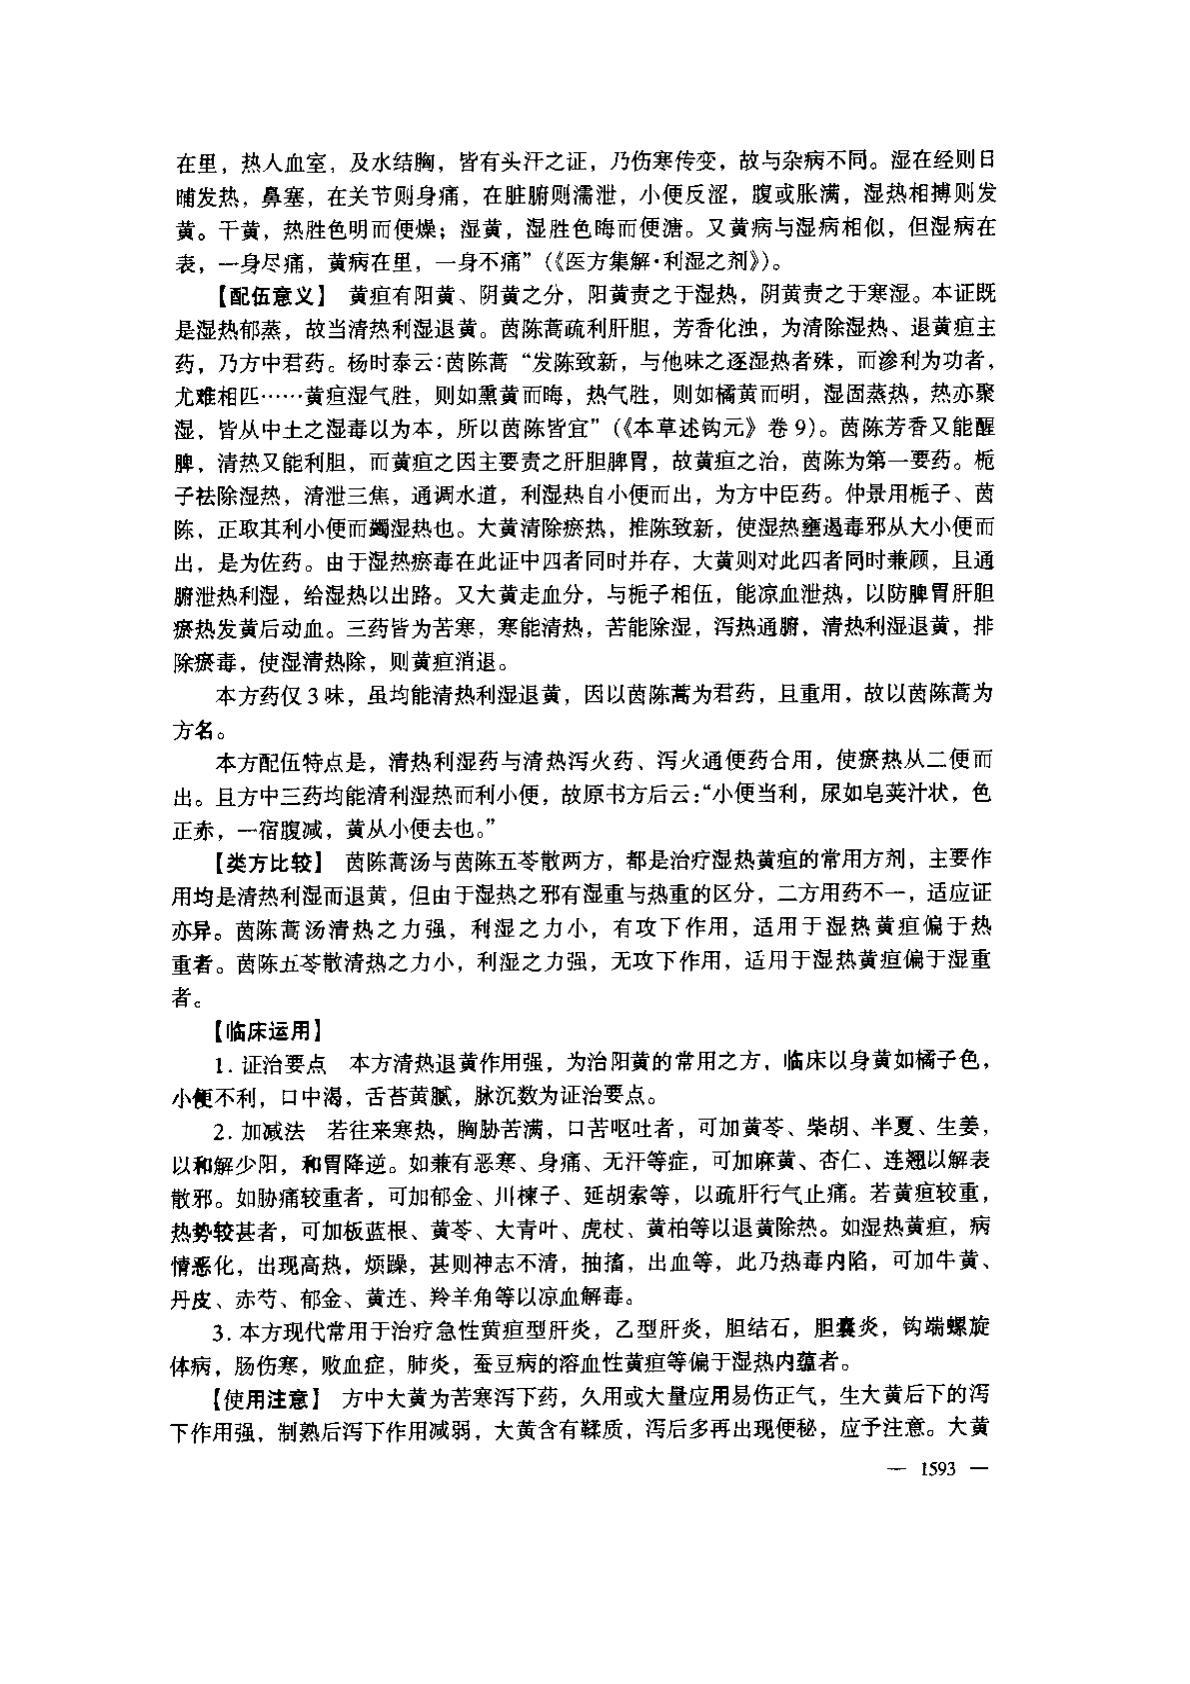 在里，热人血室，及水结胸，皆有头汗之证，乃伤寒传变，故与杂病不同。湿在经则日
晡发热，鼻塞，在关节则身痛，在脏腑则濡泄，小便反涩，腹或胀满，湿热相搏则发
黄。干黄，热胜色明而便燥；湿黄，湿胜色晦而便溏。又黄病与湿病相似，但湿病在
表，一身尽痛，黄病在里，一身不痛”（《医方集解·利湿之剂》）。
【配伍意义】 黄疸有阳黄、阴黄之分，阳黄责之于湿热，阴黄责之于寒湿。本证既
是湿热郁蒸，故当清热利湿退黄。茵陈蒿疏利肝胆，芳香化浊，为清除湿热、退黄疸主
药，乃方中君药。杨时泰云：茵陈蒿“发陈致新，与他味之逐湿热者殊，而渗利为功者，
尤难相匹……黄疸湿气胜，则如熏黄而晦，热气胜，则如橘黄而明，湿固蒸热，热亦聚
湿，皆从中土之湿毒以为本，所以茵陈皆宜”（《本草述钩元》卷9）。茵陈芳香又能醒
脾，清热又能利胆，而黄疸之因主要责之肝胆脾胃，故黄疸之治，茵陈为第一要药。栀
子祛除湿热，清泄三焦，通调水道，利湿热自小便而出，为方中臣药。仲景用栀子、茵
陈，正取其利小便而蠲湿热也。大黄清除瘀热，推陈致新，使湿热壅遏毒邪从大小便而
出，是为佐药。由于湿热瘀毒在此证中四者同时并存，大黄则对此四者同时兼顾，且通
腑泄热利湿，给湿热以出路。又大黄走血分，与栀子相伍，能凉血泄热，以防脾胃肝胆
瘀热发黄后动血。三药皆为苦寒，寒能清热，苦能除湿，泻热通腑，清热利湿退黄，排
除瘀毒，使湿清热除，则黄疸消退。
本方药仅3味，虽均能清热利湿退黄，因以茵陈蒿为君药，且重用，故以茵陈蒿为
方名。
本方配伍特点是，清热利湿药与清热泻火药、泻火通便药合用，使瘀热从二便而
出。且方中三药均能清利湿热而利小便，故原书方后云：“小便当利，尿如皂荚汁状，色
正赤，一宿腹减，黄从小便去也。”
【类方比较】 茵陈蒿汤与茵陈五苓散两方，都是治疗湿热黄疸的常用方剂，主要作
用均是清热利湿而退黄，但由于湿热之邪有湿重与热重的区分，二方用药不一，适应证
亦异。茵陈蒿汤清热之力强，利湿之力小，有攻下作用，适用于湿热黄疸偏于热
重者。茵陈五苓散清热之力小，利湿之力强，无攻下作用，适用于湿热黄疸偏于湿重
者。
【临床运用】
1. 证治要点 本方清热退黄作用强，为治阳黄的常用之方，临床以身黄如橘子色，
小便不利，口中渴，舌苔黄腻，脉沉数为证治要点。
2. 加减法 若往来寒热，胸胁苦满，口苦呕吐者，可加黄芩、柴胡、半夏、生姜，
以和解少阳，和胃降逆。如兼有恶寒、身痛、无汗等症，可加麻黄、杏仁、连翘以解表
散邪。如胁痛较重者，可加郁金、川楝子、延胡索等，以疏肝行气止痛。若黄疸较重，
热势较甚者，可加板蓝根、黄芩、大青叶、虎杖、黄柏等以退黄除热。如湿热黄疸，病
情恶化，出现高热，烦躁，甚则神志不清，抽搐，出血等，此乃热毒内陷，可加牛黄、
丹皮、赤芍、郁金、黄连、羚羊角等以凉血解毒。
3. 本方现代常用于治疗急性黄疸型肝炎，乙型肝炎，胆结石，胆囊炎，钩端螺旋
体病，肠伤寒，败血症，肺炎，蚕豆病的溶血性黄疸等偏于湿热内蕴者。
【使用注意】 方中大黄为苦寒泻下药，久用或大量应用易伤正气，生大黄后下的泻
下作用强，制熟后泻下作用减弱，大黄含有鞣质，泻后多再出现便秘，应予注意。大黄
— 1593 —